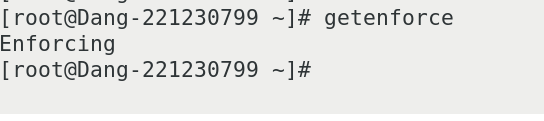 [root@Dang-221230799 ~]# getenforce
Enforcing
[root@Dang-221230799 ~]#